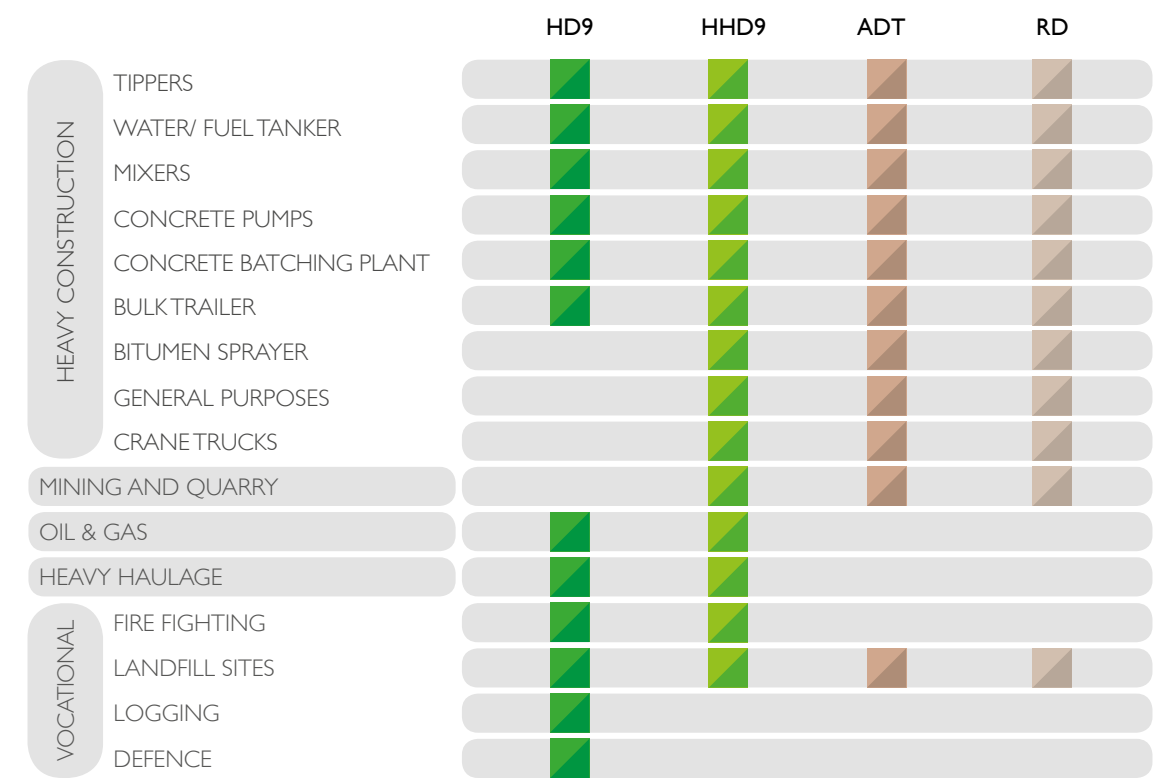 HD9 HHD9 ADT RD
HEAVY CONSTRUCTION
TIPPERS
WATER/ FUEL TANKER
MIXERS
CONCRETE PUMPS
CONCRETE BATCHING PLANT
BULK TRAILER
BITUMEN SPRAYER
GENERAL PURPOSES
CRANE TRUCKS
MINING AND QUARRY
OIL & GAS
HEAVY HAULAGE
VOCATIONAL
FIRE FIGHTING
LANDFILL SITES
LOGGING
DEFENCE